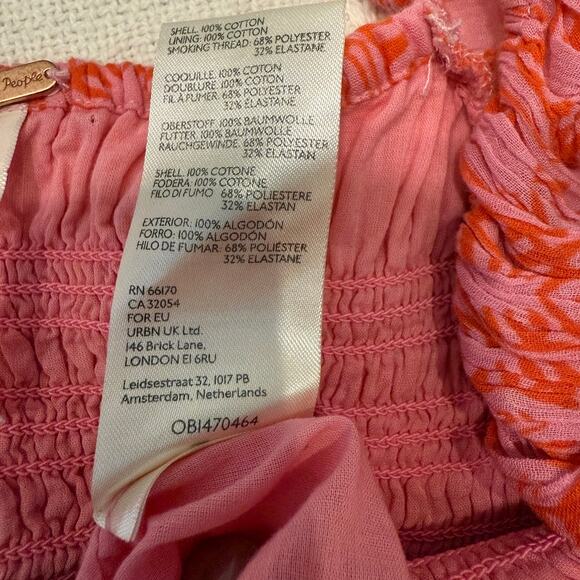 People
SHELL: 100% COTTON
LINING: 100% COTTON
SMOKING THREAD: 68% POLYESTER
32% ELASTANE
COQUILLE: 100% COTON
DOUBLURE: 100% COTON
FIL À FUMER: 68% POLYESTER
32% ELASTANE
OBERSTOFF: 100% BAUMWOLLE
FUTTER: 100% BAUMWOLLE
RAUCHGEWINDE: 68% POLYESTER
32% ELASTAN
SHELL: 100% COTONE
FODERA: 100% COTONE
FILO DI FUMO: 68% POLIESTERE
32% ELASTAN
EXTERIOR: 100% ALGODÓN
FORRO: 100% ALGODÓN
HILO DE FUMAR: 68% POLIÉSTER
32% ELASTANE
RN 66170
CA 32054
FOR EU
URBN UK Ltd.
146 Brick Lane,
LONDON E1 6RU
Leidsestraat 32, 1017 PB
Amsterdam, Netherlands
OB1470464